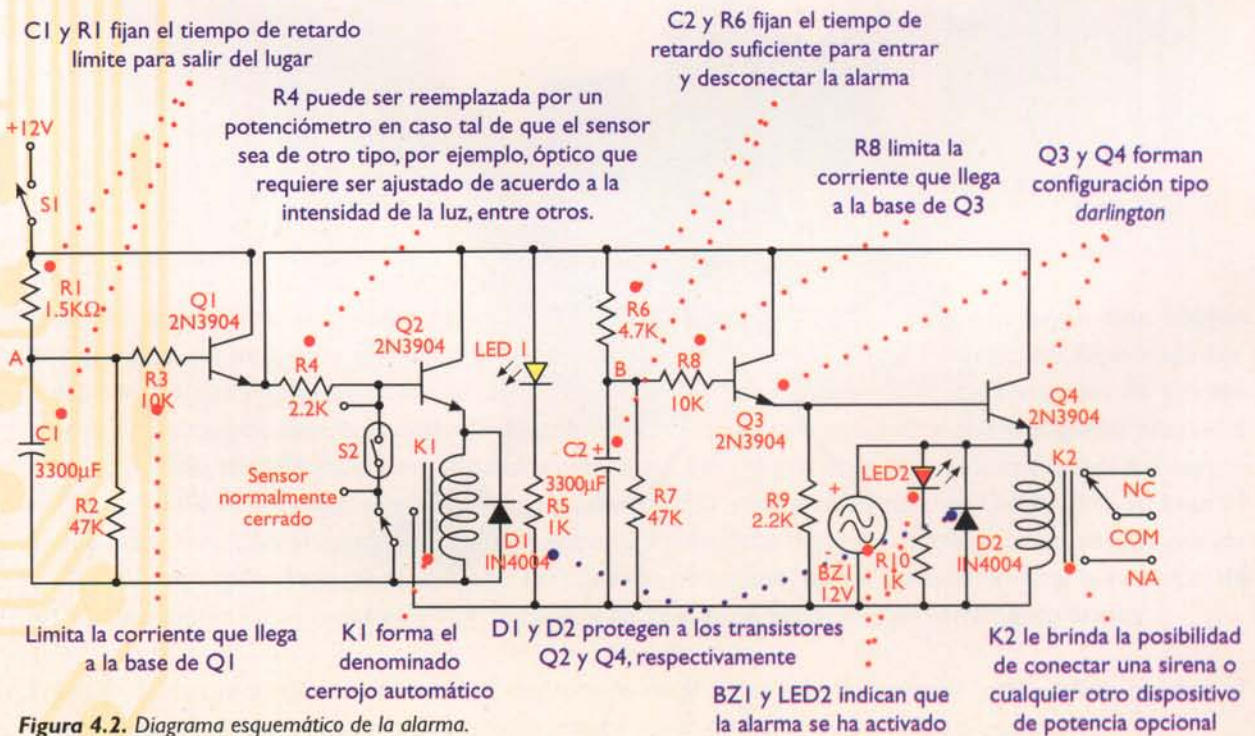 C1 y R1 fijan el tiempo de retardo
límite para salir del lugar
C2 y R6 fijan el tiempo de
retardo suficiente para entrar
y desconectar la alarma
R4 puede ser reemplazada por un
potenciómetro en caso tal de que el sensor
sea de otro tipo, por ejemplo, óptico que
requiere ser ajustado de acuerdo a la
intensidad de la luz, entre otros.
R8 limita la
corriente que llega
a la base de Q3
Q3 y Q4 forman
configuración tipo
darlington
+12V
S1
R1
1.5KΩ
A
R3
10K
Q1
2N3904
C1
3300µF
R2
47K
R4
2.2K
Q2
2N3904
S2
Sensor
normalmente
cerrado
K1
D1
IN4004
LED 1
R5
1K
R6
4.7K
B
R8
10K
C2 +
3300µF
R7
47K
Q3
2N3904
R9
2.2K
Q4
2N3904
+
-
BZ1
12V
LED2
R10
1K
D2
IN4004
K2
NC
COM
NA
Limita la corriente que llega
a la base de Q1
K1 forma el
denominado
cerrojo automático
D1 y D2 protegen a los transistores
Q2 y Q4, respectivamente
BZ1 y LED2 indican que
la alarma se ha activado
K2 le brinda la posibilidad
de conectar una sirena o
cualquier otro dispositivo
de potencia opcional
Figura 4.2. Diagrama esquemático de la alarma.